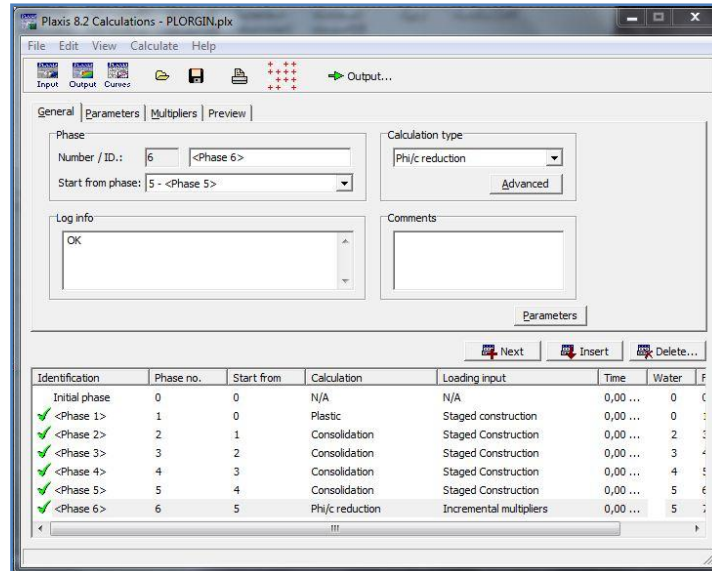 Plaxis 8.2 Calculations - PLORGIN.plx
File Edit View Calculate Help
Input Output Curves Output...
General Parameters Multipliers Preview
Phase
Number / ID.: 6 <Phase 6>
Start from phase: 5 - <Phase 5>
Calculation type
Phi/c reduction
Advanced
Log info
OK
Comments
Parameters
Next Insert Delete...
Identification Phase no. Start from Calculation Loading input Time Water F
Initial phase 0 0 N/A N/A 0,00 ... 0 0
<Phase 1> 1 0 Plastic Staged construction 0,00 ... 0
<Phase 2> 2 1 Consolidation Staged Construction 0,00 ... 2
<Phase 3> 3 2 Consolidation Staged Construction 0,00 ... 3
<Phase 4> 4 3 Consolidation Staged Construction 0,00 ... 4
<Phase 5> 5 4 Consolidation Staged Construction 0,00 ... 5
<Phase 6> 6 5 Phi/c reduction Incremental multipliers 0,00 ... 5